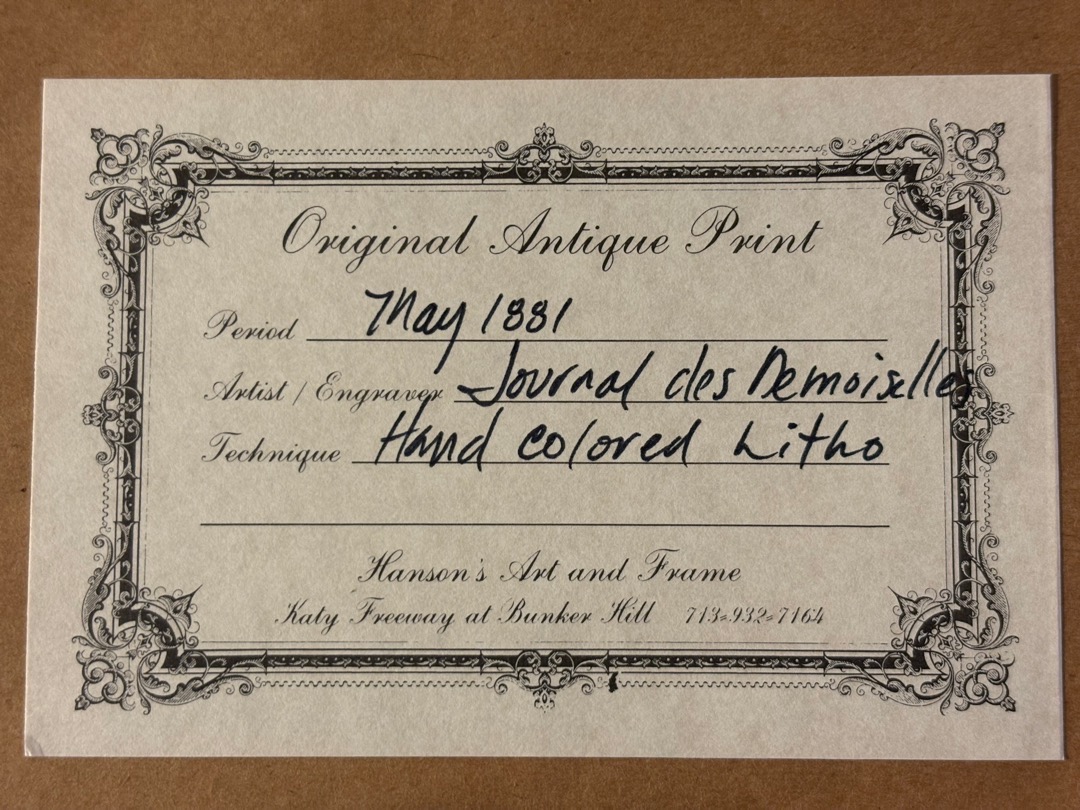 Original Antique Print
Period May 1881
Artist / Engraver Journal des Demoiselles
Technique Hand colored Litho
Hanson's Art and Frame
Katy Freeway at Bunker Hill 713-932-7164